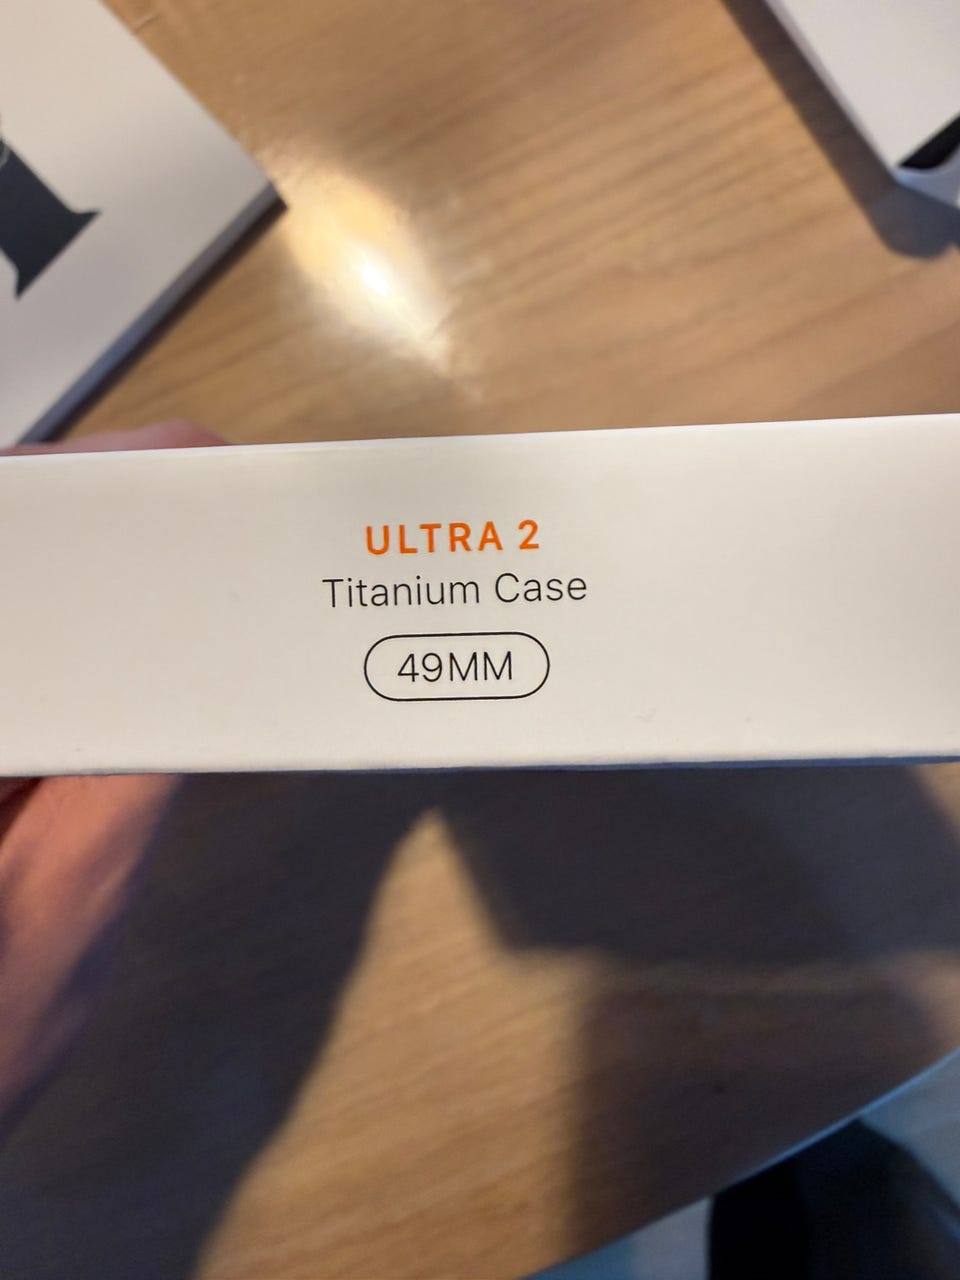 ULTRA 2
Titanium Case
49MM